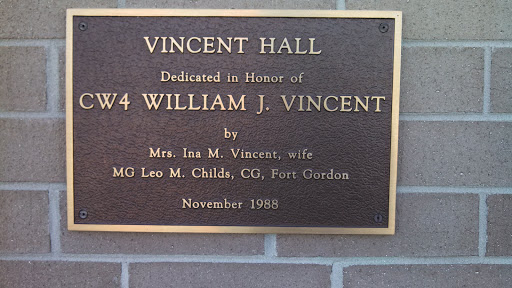 VINCENT HALL
Dedicated in Honor of
CW4 WILLIAM J. VINCENT
by
Mrs. Ina M. Vincent, wife
MG Leo M. Childs, CG, Fort Gordon
November 1988